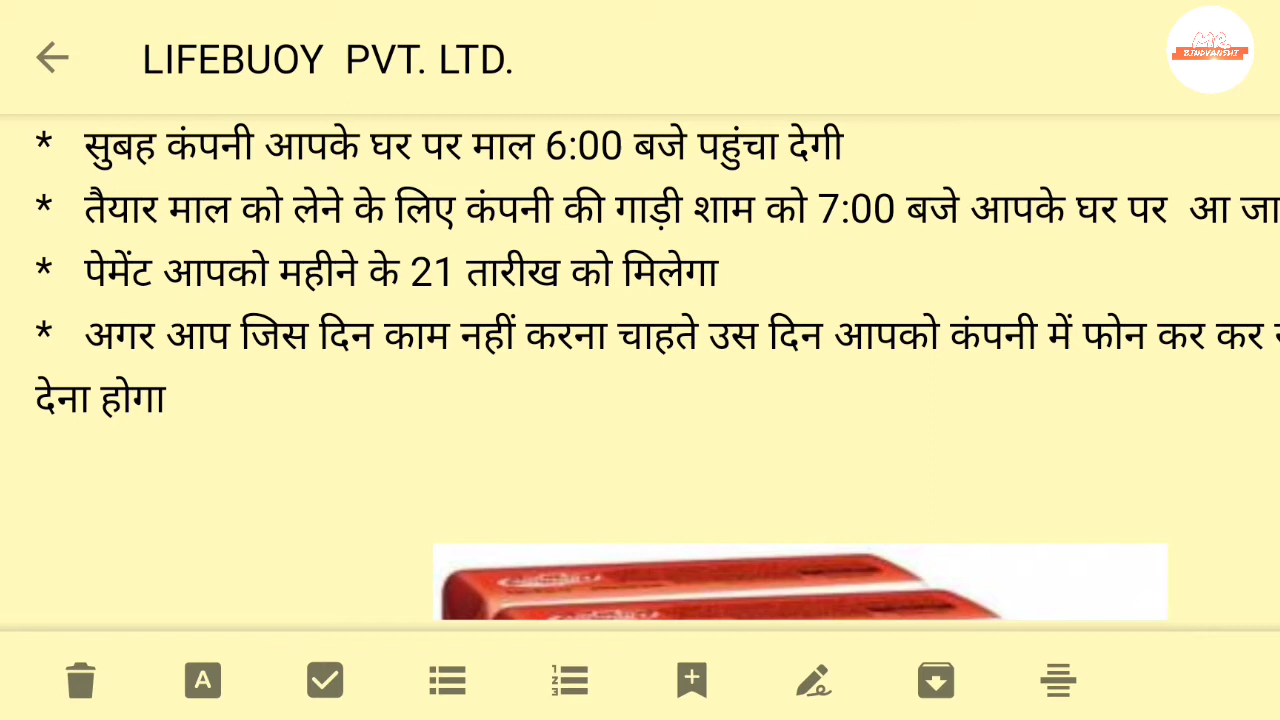 LIFEBUOY PVT. LTD.
BINDVANSHI
* सुबह कंपनी आपके घर पर माल 6:00 बजे पहुंचा देगी
* तैयार माल को लेने के लिए कंपनी की गाड़ी शाम को 7:00 बजे आपके घर पर आ जा
* पेमेंट आपको महीने के 21 तारीख को मिलेगा
* अगर आप जिस दिन काम नहीं करना चाहते उस दिन आपको कंपनी में फोन कर कर
देना होगा